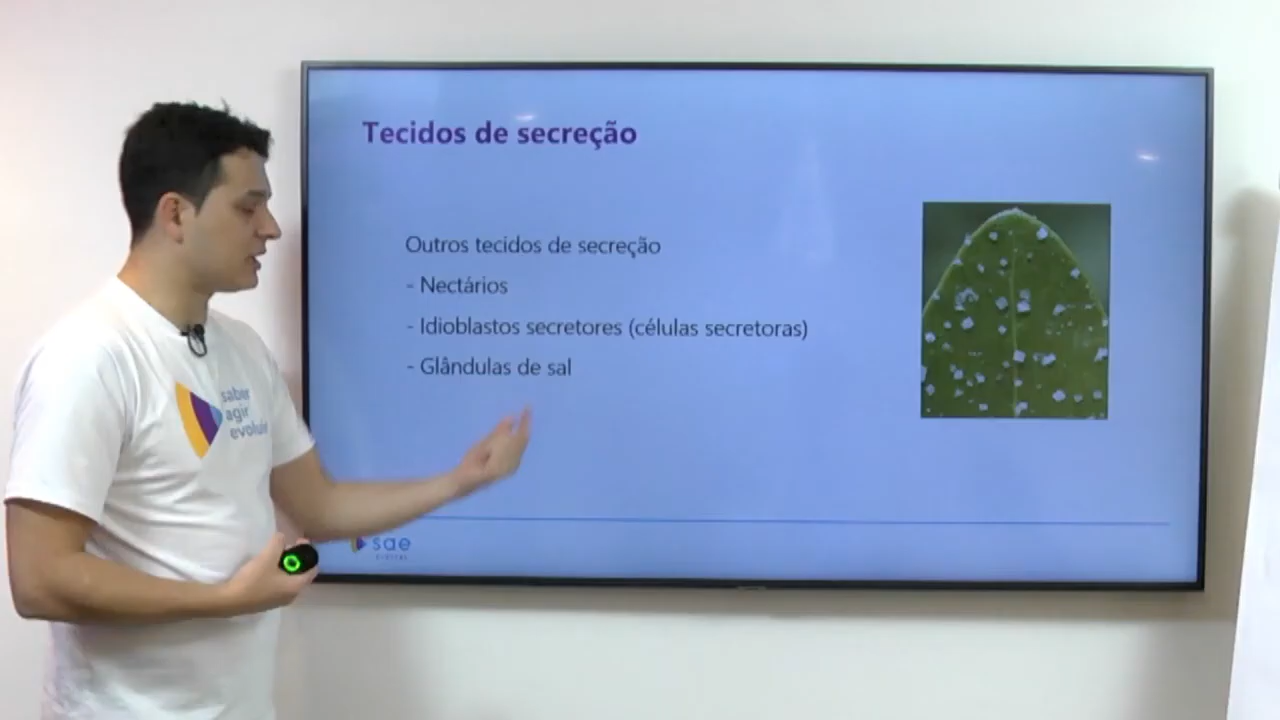 Tecidos de secreção
Outros tecidos de secreção
- Nectários
- Idioblastos secretores (células secretoras)
- Glândulas de sal
saber
agir
evoluir
sae
DIGITAL